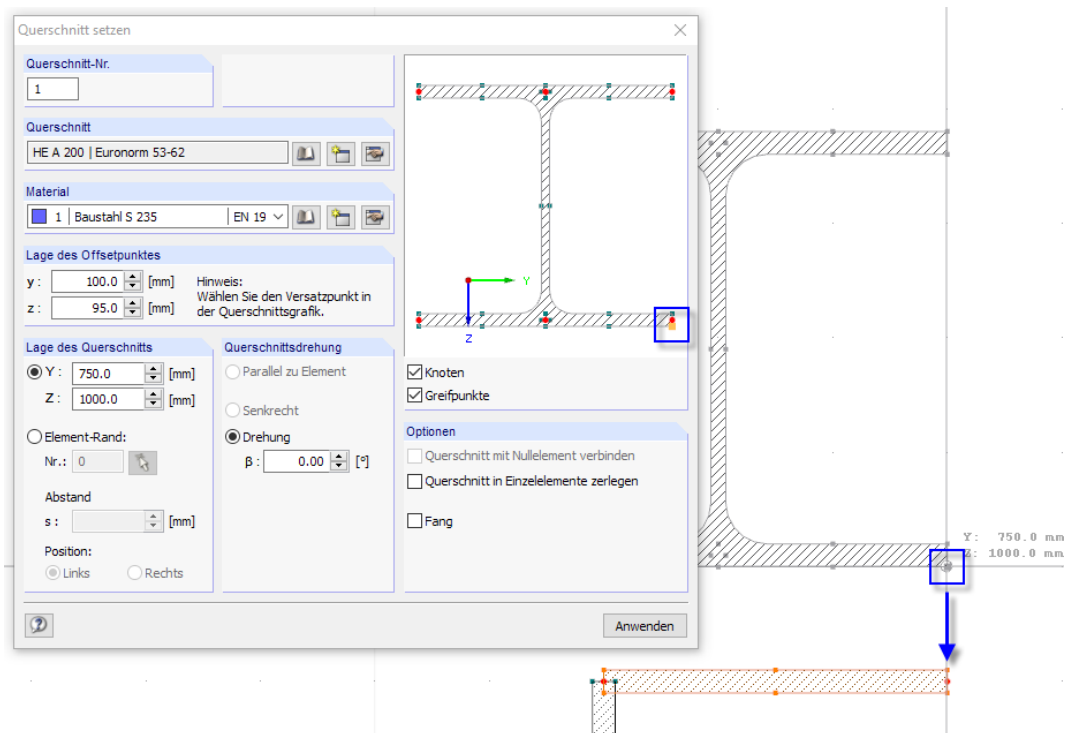 Querschnitt setzen
Querschnitt-Nr.
1
Querschnitt
HE A 200 | Euronorm 53-62
Material
1 | Baustahl S 235 | EN 19
Lage des Offsetpunktes
y : 100.0 [mm]
z : 95.0 [mm]
Hinweis:
Wählen Sie den Versatzpunkt in
der Querschnittsgrafik.
Lage des Querschnitts
Y : 750.0 [mm]
Z : 1000.0 [mm]
Element-Rand:
Nr.: 0
Abstand
s : [mm]
Position:
Links Rechts
Querschnittsdrehung
Parallel zu Element
Senkrecht
Drehung
β : 0.00 [°]
Y
Z
Knoten
Greifpunkte
Optionen
Querschnitt mit Nullelement verbinden
Querschnitt in Einzelelemente zerlegen
Fang
Anwenden
Y: 750.0 mm
Z: 1000.0 mm